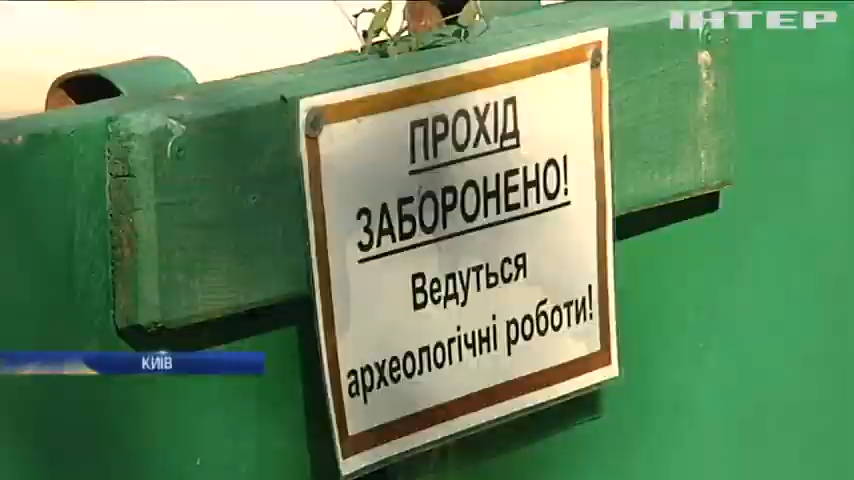 ІНТЕР
ПРОХІД
ЗАБОРОНЕНО!
Ведуться
археологічні роботи!
КИЇВ